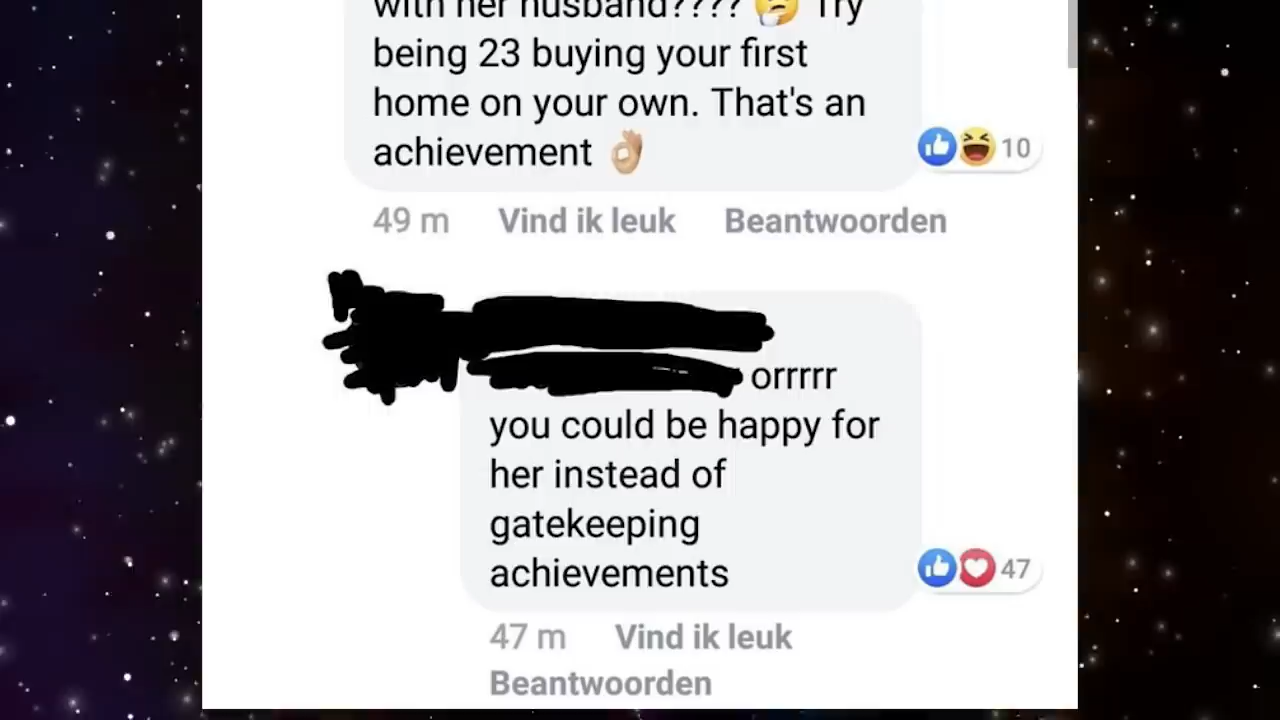 with her husband???? 🤔 Try
being 23 buying your first
home on your own. That's an
achievement 👌🏼
10
49 m Vind ik leuk Beantwoorden
orrrrr
you could be happy for
her instead of
gatekeeping
achievements
47
47 m Vind ik leuk
Beantwoorden